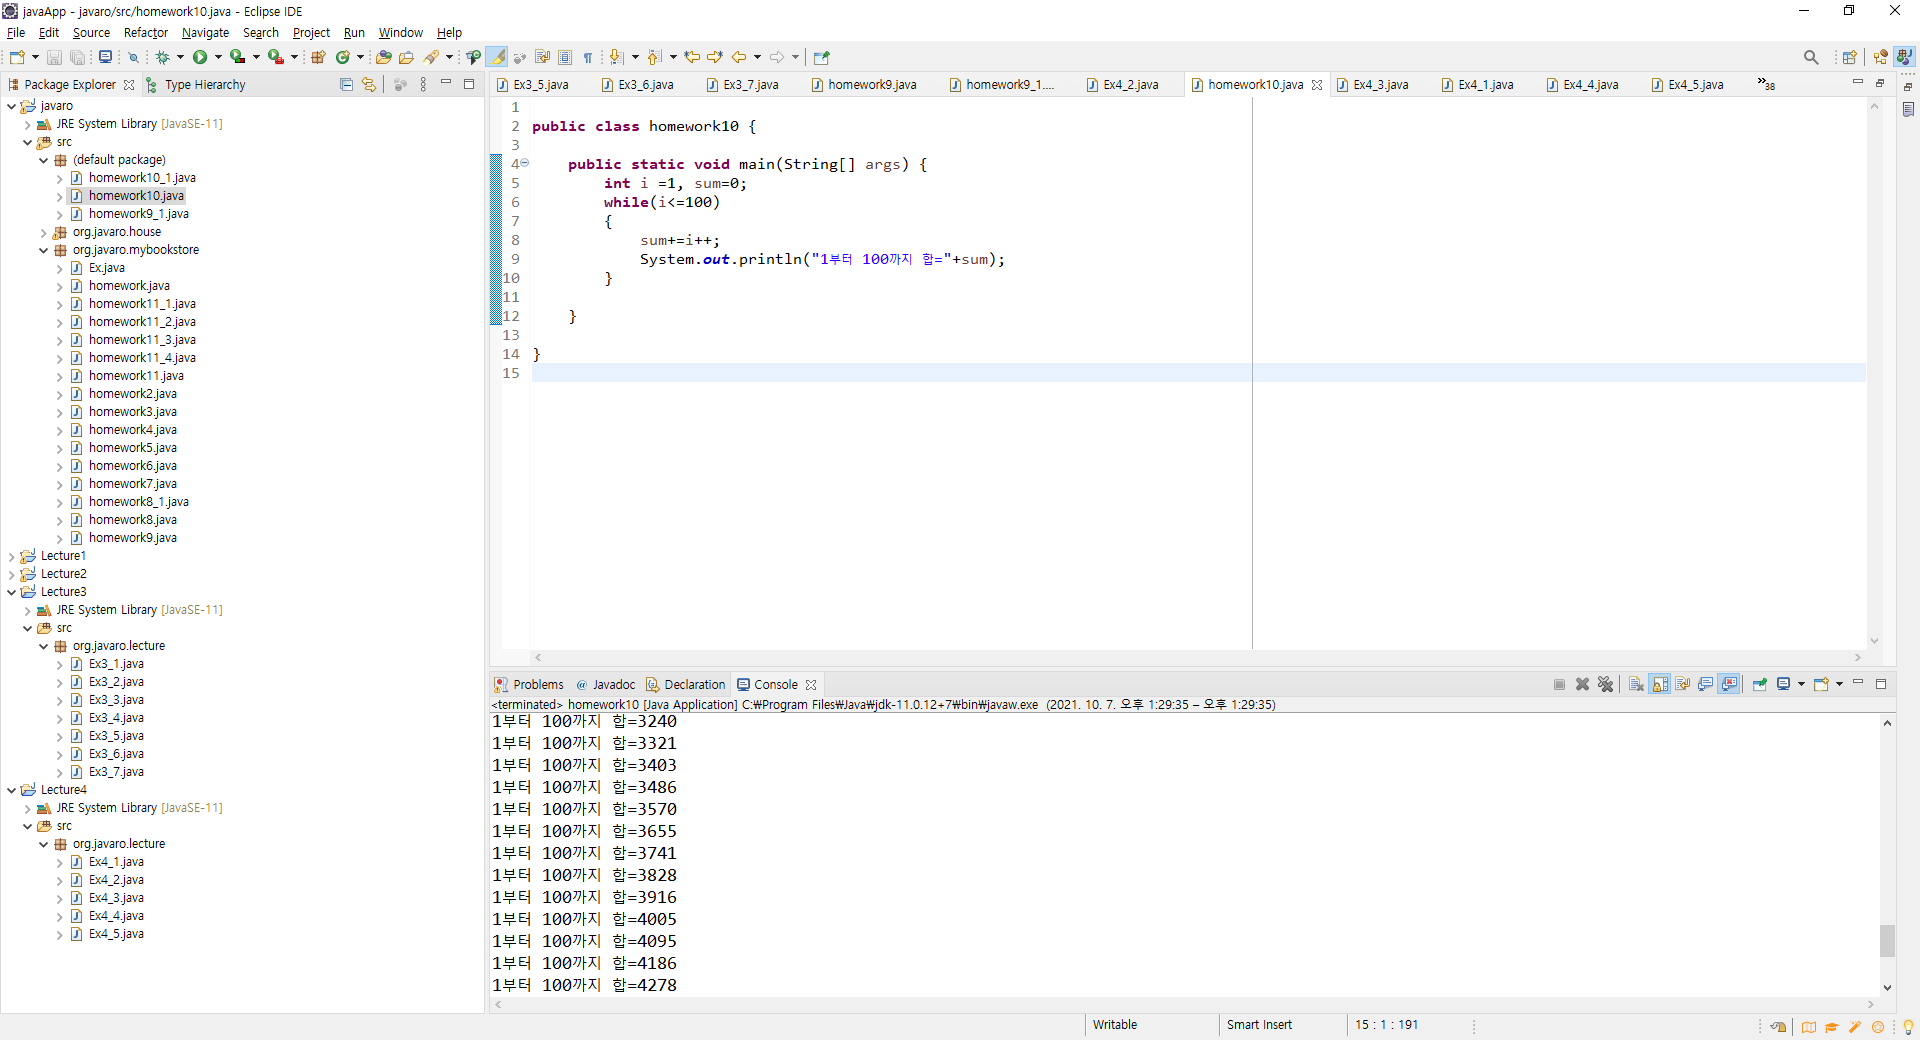 javaApp - javaro/src/homework10.java - Eclipse IDE
File Edit Source Refactor Navigate Search Project Run Window Help
Package Explorer Type Hierarchy
javaro
JRE System Library [JavaSE-11]
src
(default package)
homework10_1.java
homework10.java
homework9_1.java
org.javaro.house
org.javaro.mybookstore
Ex.java
homework.java
homework11_1.java
homework11_2.java
homework11_3.java
homework11_4.java
homework11.java
homework2.java
homework3.java
homework4.java
homework5.java
homework6.java
homework7.java
homework8_1.java
homework8.java
homework9.java
Lecture1
Lecture2
Lecture3
JRE System Library [JavaSE-11]
src
org.javaro.lecture
Ex3_1.java
Ex3_2.java
Ex3_3.java
Ex3_4.java
Ex3_5.java
Ex3_6.java
Ex3_7.java
Lecture4
JRE System Library [JavaSE-11]
src
org.javaro.lecture
Ex4_1.java
Ex4_2.java
Ex4_3.java
Ex4_4.java
Ex4_5.java
Ex3_5.java Ex3_6.java Ex3_7.java homework9.java homework9_1.... Ex4_2.java homework10.java Ex4_3.java Ex4_1.java Ex4_4.java Ex4_5.java »38
1
2 public class homework10 {
3
4 public static void main(String[] args) {
5 int i =1, sum=0;
6 while(i<=100)
7 {
8 sum+=i++;
9 System.out.println("1부터 100까지 합="+sum);
10 }
11
12 }
13
14 }
15
Problems @ Javadoc Declaration Console
<terminated> homework10 [Java Application] C:₩Program Files₩Java₩jdk-11.0.12+7₩bin₩javaw.exe (2021. 10. 7. 오후 1:29:35 – 오후 1:29:35)
1부터 100까지 합=3240
1부터 100까지 합=3321
1부터 100까지 합=3403
1부터 100까지 합=3486
1부터 100까지 합=3570
1부터 100까지 합=3655
1부터 100까지 합=3741
1부터 100까지 합=3828
1부터 100까지 합=3916
1부터 100까지 합=4005
1부터 100까지 합=4095
1부터 100까지 합=4186
1부터 100까지 합=4278
Writable Smart Insert 15 : 1 : 191